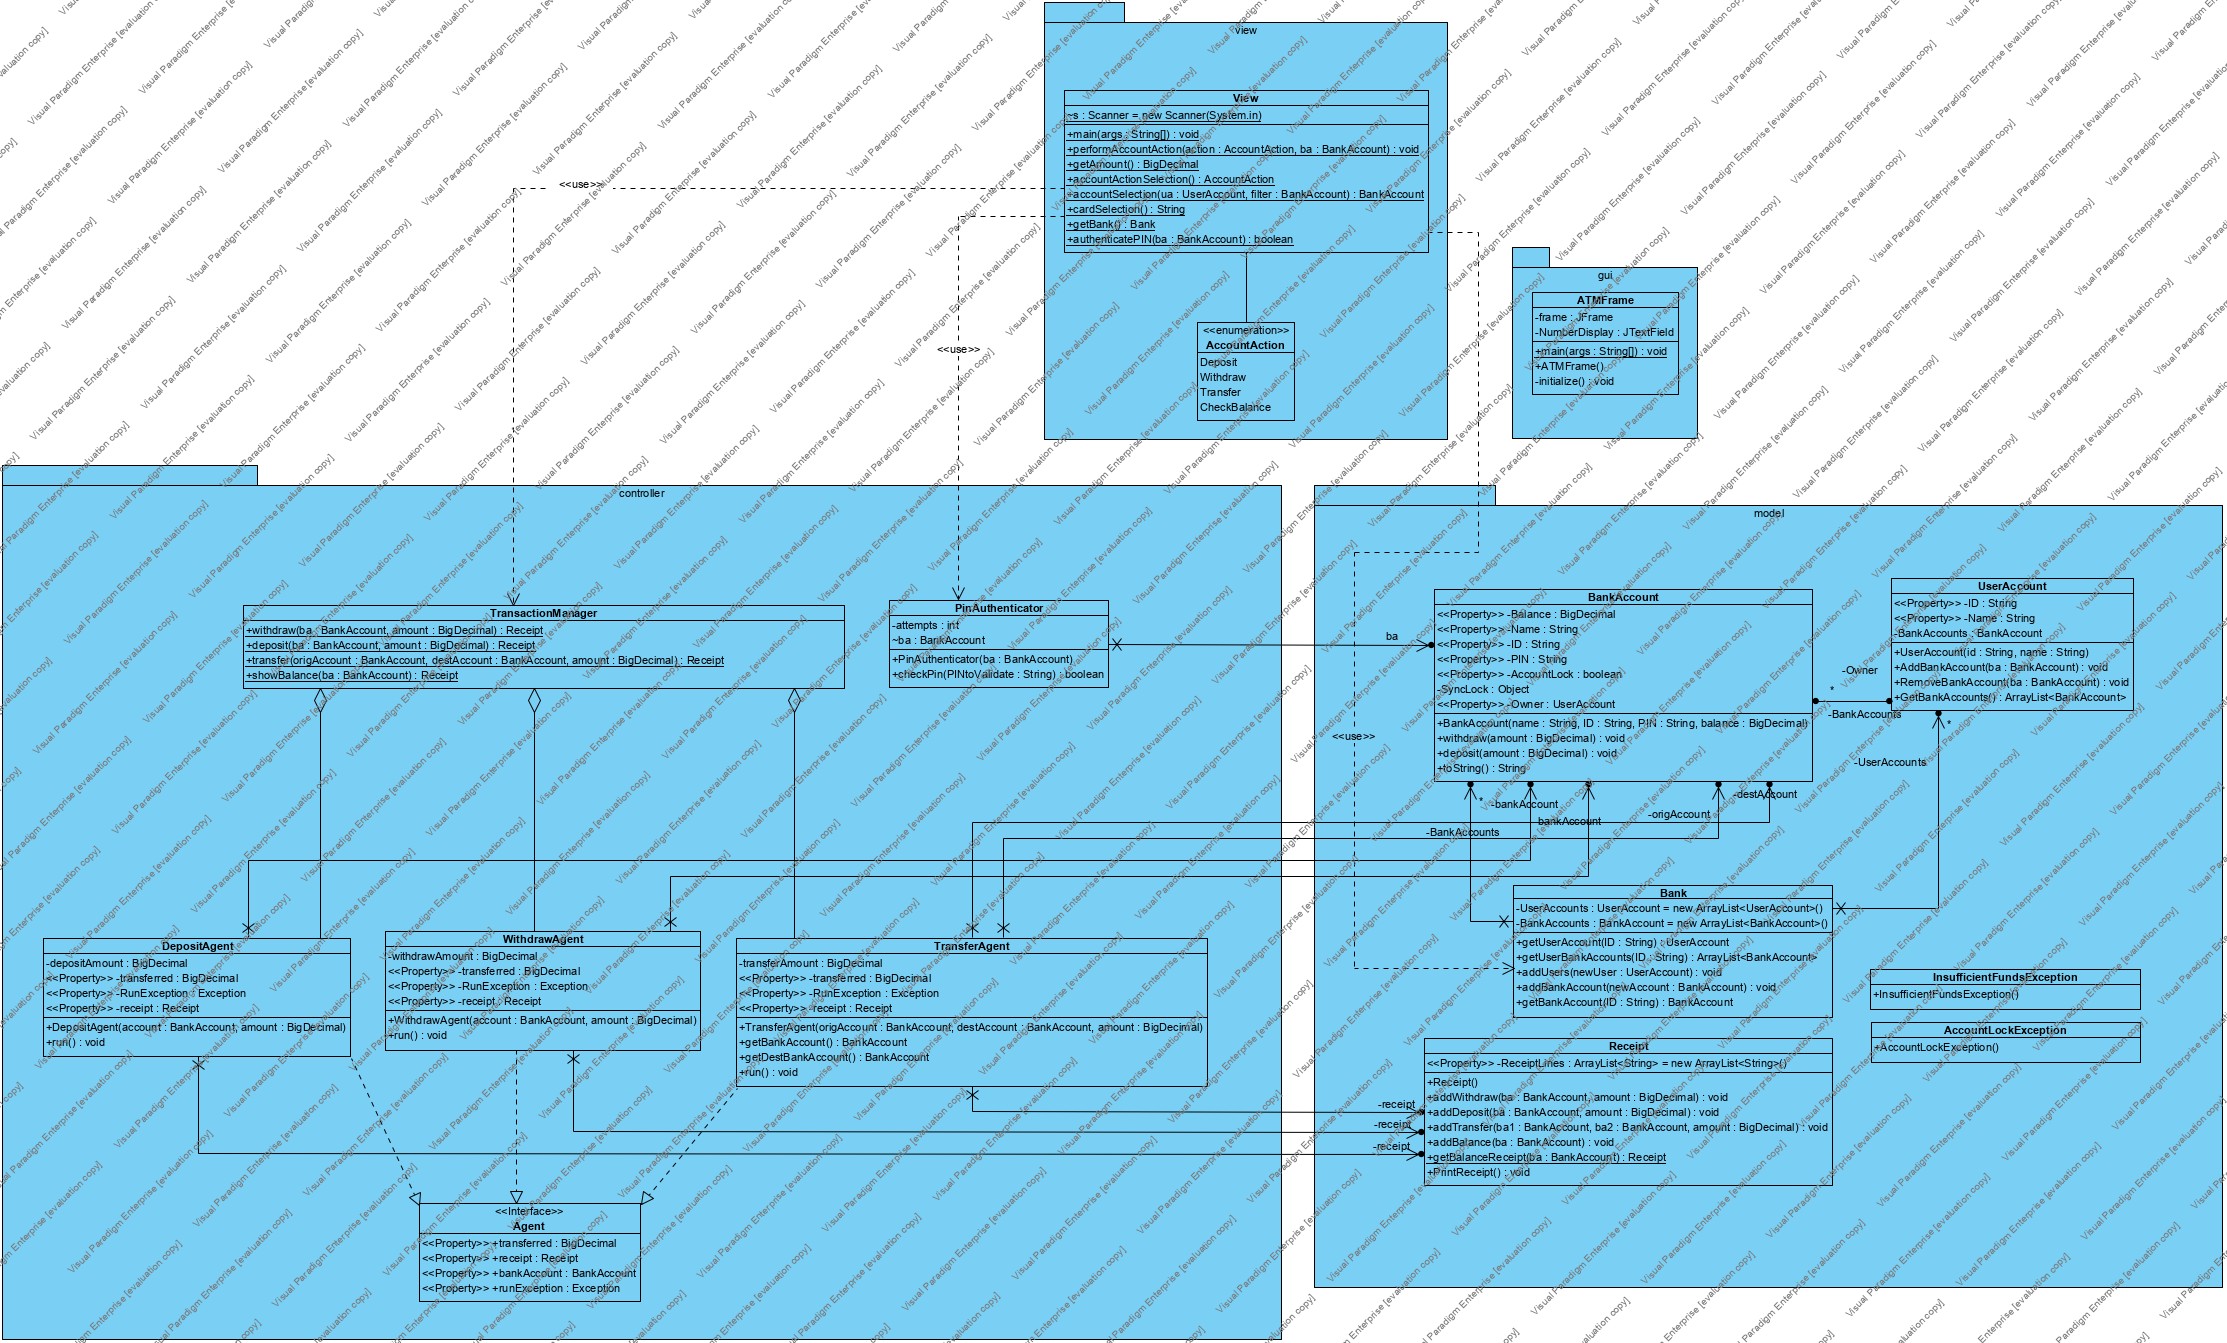 view
View
~s : Scanner = new Scanner(System.in)
+main(args : String[]) : void
+performAccountAction(action : AccountAction, ba : BankAccount) : void
+getAmount() : BigDecimal
+accountActionSelection() : AccountAction
+accountSelection(ua : UserAccount, filter : BankAccount) : BankAccount
+cardSelection() : String
+getBank() : Bank
+authenticatePIN(ba : BankAccount) : boolean
<<enumeration>>
AccountAction
Deposit
Withdraw
Transfer
CheckBalance
<<use>>
<<use>>
<<use>>
gui
ATMFrame
-frame : JFrame
-NumberDisplay : JTextField
+main(args : String[]) : void
+ATMFrame()
-initialize() : void
controller
TransactionManager
+withdraw(ba : BankAccount, amount : BigDecimal) : Receipt
+deposit(ba : BankAccount, amount : BigDecimal) : Receipt
+transfer(origAccount : BankAccount, destAccount : BankAccount, amount : BigDecimal) : Receipt
+showBalance(ba : BankAccount) : Receipt
PinAuthenticator
-attempts : int
~ba : BankAccount
+PinAuthenticator(ba : BankAccount)
+checkPin(PINtoValidate : String) : boolean
DepositAgent
-depositAmount : BigDecimal
<<Property>> -transferred : BigDecimal
<<Property>> -RunException : Exception
<<Property>> -receipt : Receipt
+DepositAgent(account : BankAccount, amount : BigDecimal)
+run() : void
WithdrawAgent
-withdrawAmount : BigDecimal
<<Property>> -transferred : BigDecimal
<<Property>> -RunException : Exception
<<Property>> -receipt : Receipt
+WithdrawAgent(account : BankAccount, amount : BigDecimal)
+run() : void
TransferAgent
-transferAmount : BigDecimal
<<Property>> -transferred : BigDecimal
<<Property>> -RunException : Exception
<<Property>> -receipt : Receipt
+TransferAgent(origAccount : BankAccount, destAccount : BankAccount, amount : BigDecimal)
+getBankAccount() : BankAccount
+getDestBankAccount() : BankAccount
+run() : void
<<Interface>>
Agent
<<Property>> +transferred : BigDecimal
<<Property>> +receipt : Receipt
<<Property>> +bankAccount : BankAccount
<<Property>> +runException : Exception
model
BankAccount
<<Property>> -Balance : BigDecimal
<<Property>> -Name : String
<<Property>> -ID : String
<<Property>> -PIN : String
<<Property>> -AccountLock : boolean
-SyncLock : Object
<<Property>> -Owner : UserAccount
+BankAccount(name : String, ID : String, PIN : String, balance : BigDecimal)
+withdraw(amount : BigDecimal) : void
+deposit(amount : BigDecimal) : void
+toString() : String
UserAccount
<<Property>> -ID : String
<<Property>> -Name : String
-BankAccounts : BankAccount
+UserAccount(id : String, name : String)
+AddBankAccount(ba : BankAccount) : void
+RemoveBankAccount(ba : BankAccount) : void
+GetBankAccounts() : ArrayList<BankAccount>
ba
-Owner
*
-BankAccounts
*
-UserAccounts
*
-bankAccount
-destAccount
-origAccount
bankAccount
-BankAccounts
Bank
-UserAccounts : UserAccount = new ArrayList<UserAccount>()
-BankAccounts : BankAccount = new ArrayList<BankAccount>()
+getUserAccount(ID : String) : UserAccount
+getUserBankAccounts(ID : String) : ArrayList<BankAccount>
+addUsers(newUser : UserAccount) : void
+addBankAccount(newAccount : BankAccount) : void
+getBankAccount(ID : String) : BankAccount
InsufficientFundsException
+InsufficientFundsException()
AccountLockException
+AccountLockException()
Receipt
<<Property>> -ReceiptLines : ArrayList<String> = new ArrayList<String>()
+Receipt()
+addWithdraw(ba : BankAccount, amount : BigDecimal) : void
+addDeposit(ba : BankAccount, amount : BigDecimal) : void
+addTransfer(ba1 : BankAccount, ba2 : BankAccount, amount : BigDecimal) : void
+addBalance(ba : BankAccount) : void
+getBalanceReceipt(ba : BankAccount) : Receipt
+PrintReceipt() : void
-receipt
-receipt
-receipt
Visual Paradigm Enterprise [evaluation copy]